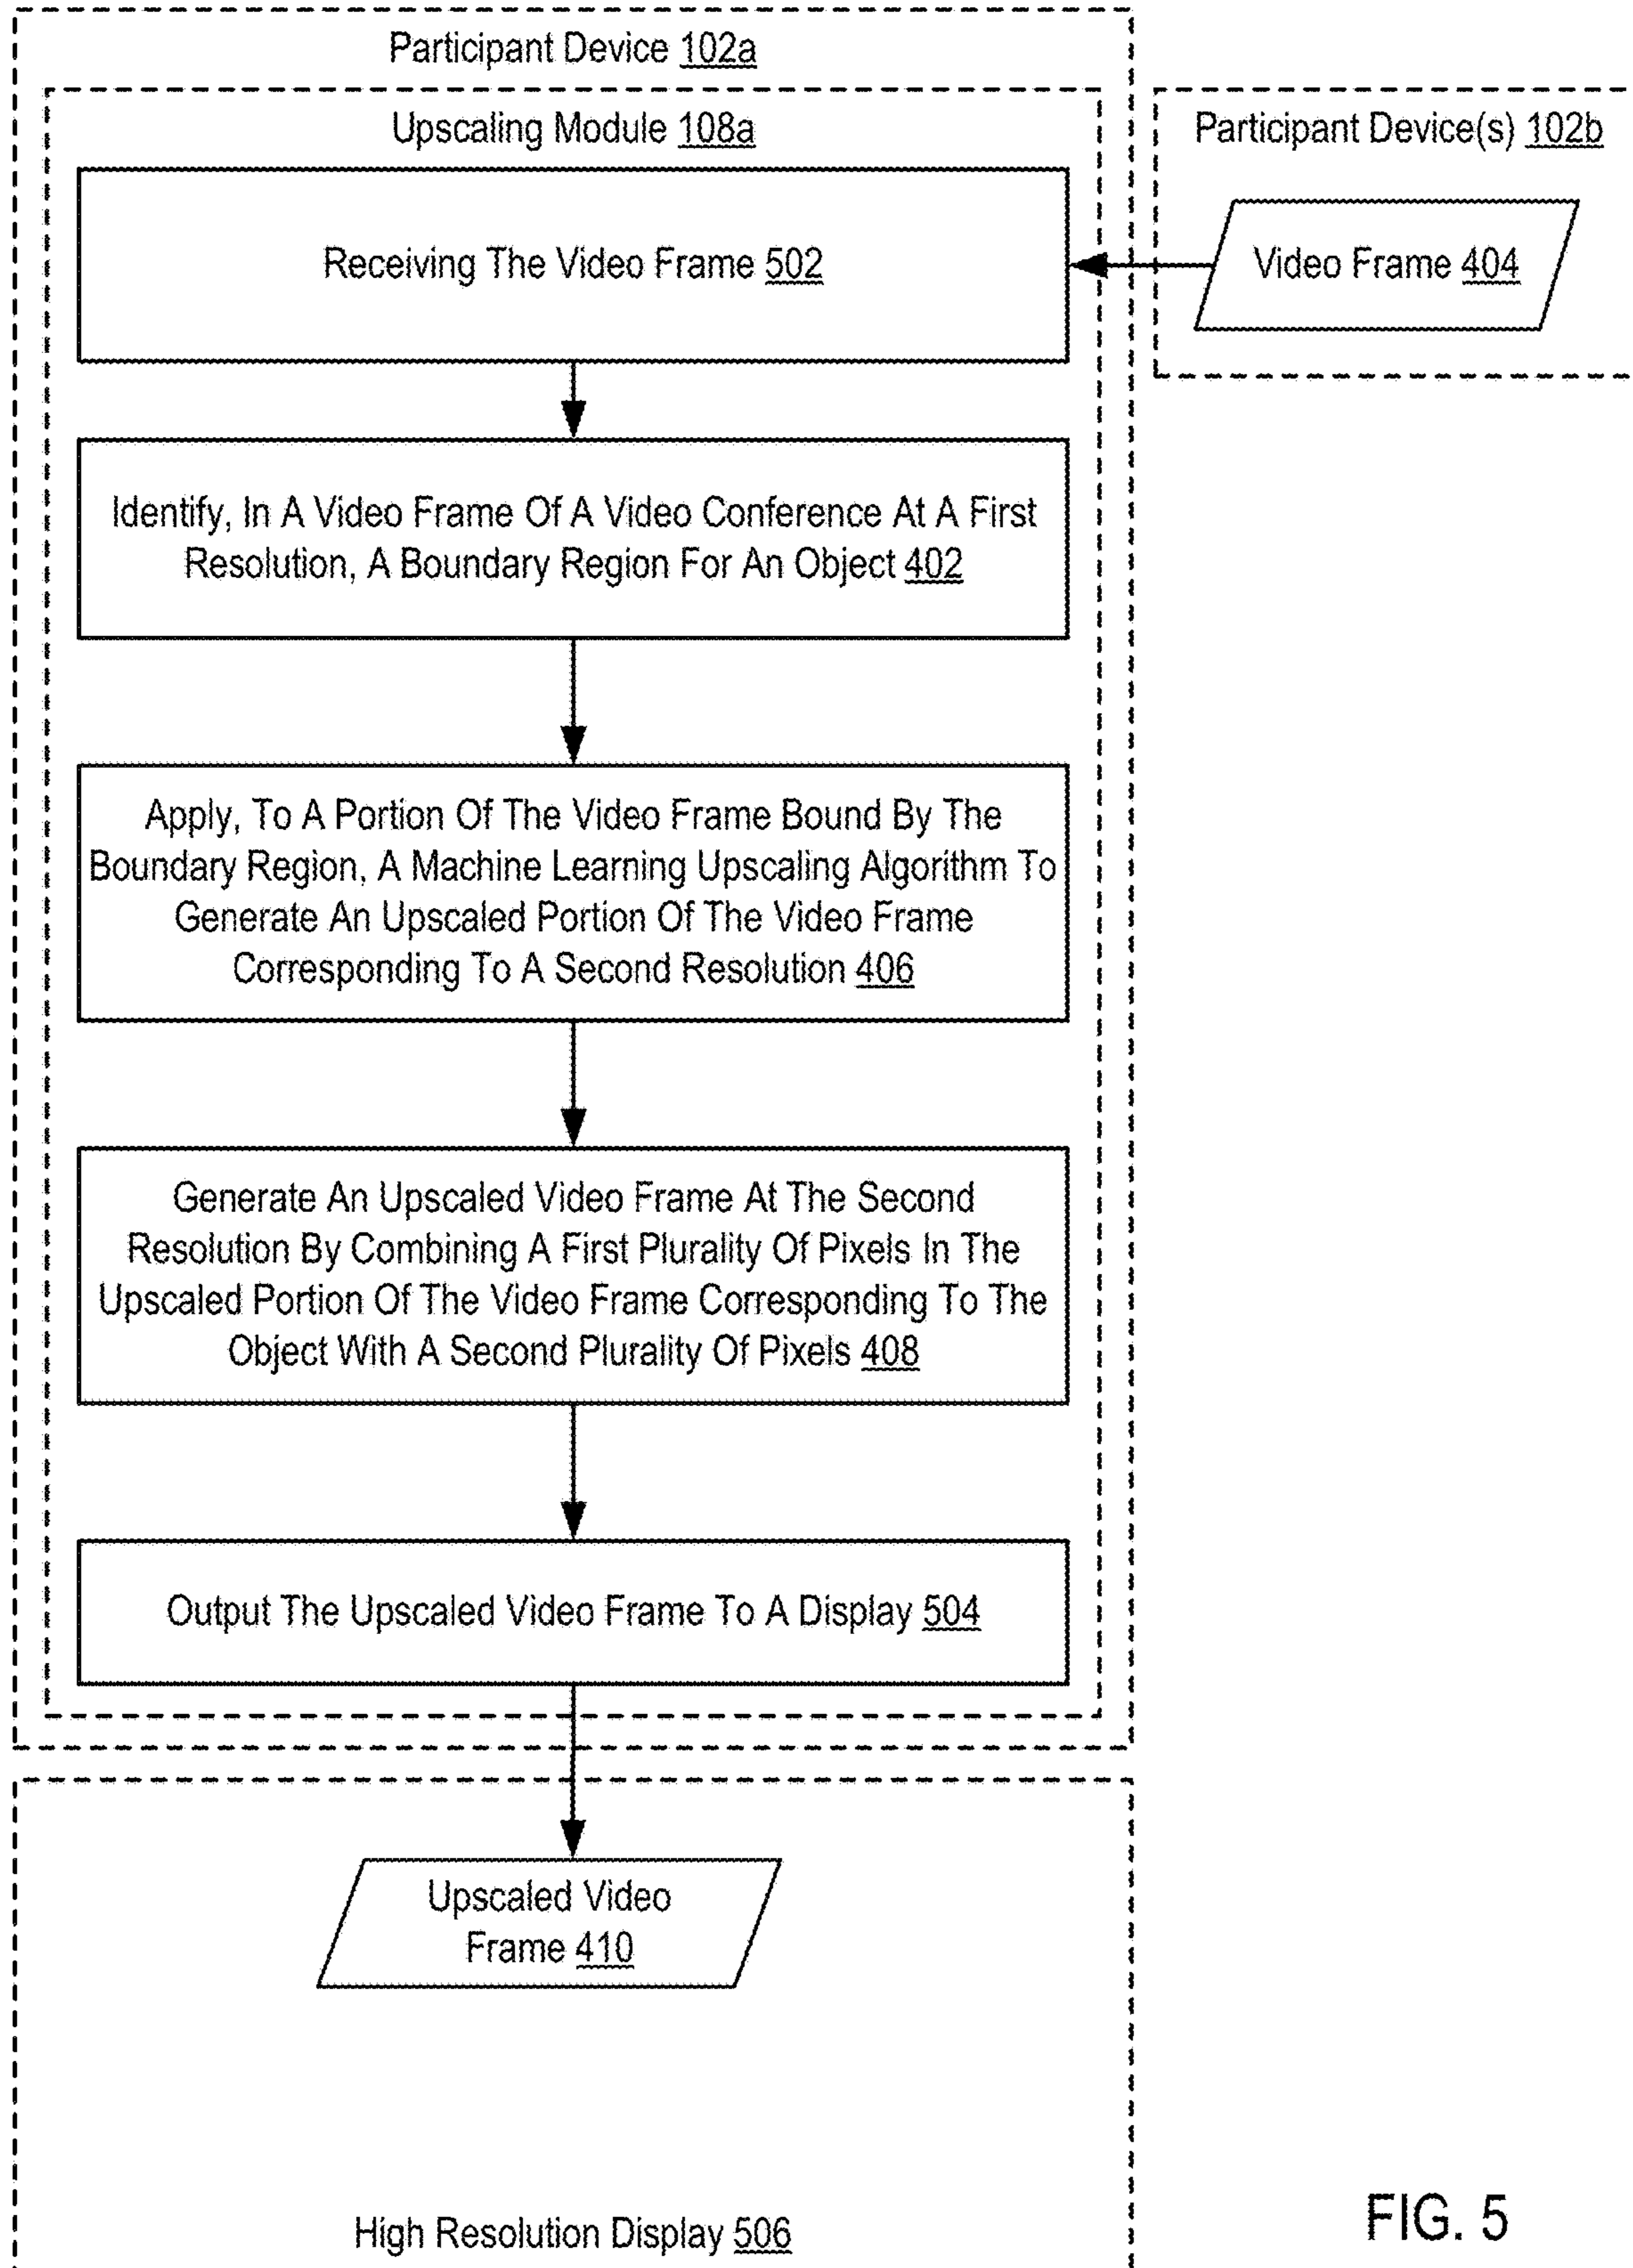 Participant Device 102a
Upscaling Module 108a
Participant Device(s) 102b
Receiving The Video Frame 502
Video Frame 404
Identify, In A Video Frame Of A Video Conference At A First
Resolution, A Boundary Region For An Object 402
Apply, To A Portion Of The Video Frame Bound By The
Boundary Region, A Machine Learning Upscaling Algorithm To
Generate An Upscaled Portion Of The Video Frame
Corresponding To A Second Resolution 406
Generate An Upscaled Video Frame At The Second
Resolution By Combining A First Plurality Of Pixels In The
Upscaled Portion Of The Video Frame Corresponding To The
Object With A Second Plurality Of Pixels 408
Output The Upscaled Video Frame To A Display 504
Upscaled Video
Frame 410
High Resolution Display 506
FIG. 5